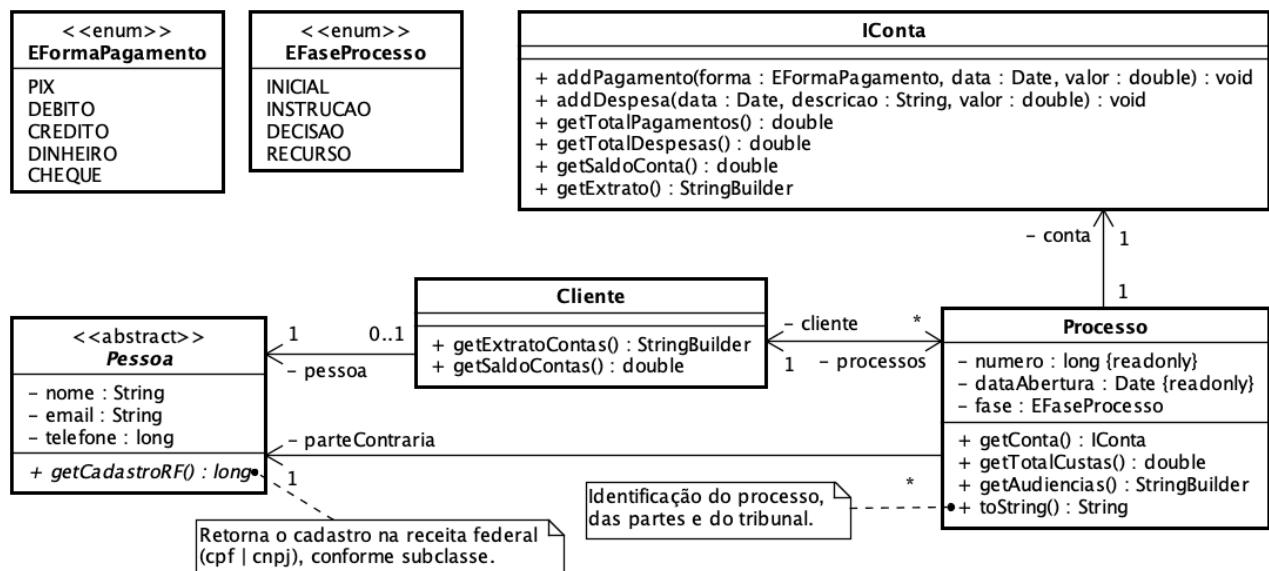 <<enum>>
EFormaPagamento
PIX
DEBITO
CREDITO
DINHEIRO
CHEQUE
<<enum>>
EFaseProcesso
INICIAL
INSTRUCAO
DECISAO
RECURSO
IConta
+ addPagamento(forma : EFormaPagamento, data : Date, valor : double) : void
+ addDespesa(data : Date, descricao : String, valor : double) : void
+ getTotalPagamentos() : double
+ getTotalDespesas() : double
+ getSaldoConta() : double
+ getExtrato() : StringBuilder
– conta
1
1
Cliente
+ getExtratoContas() : StringBuilder
+ getSaldoContas() : double
1
0..1
– pessoa
– cliente
*
1
– processos
<<abstract>>
Pessoa
– nome : String
– email : String
– telefone : long
+ getCadastroRF() : long
Processo
– numero : long {readonly}
– dataAbertura : Date {readonly}
– fase : EFaseProcesso
+ getConta() : IConta
+ getTotalCustas() : double
+ getAudiencias() : StringBuilder
+ toString() : String
– parteContraria
1
*
Identificação do processo,
das partes e do tribunal.
Retorna o cadastro na receita federal
(cpf | cnpj), conforme subclasse.